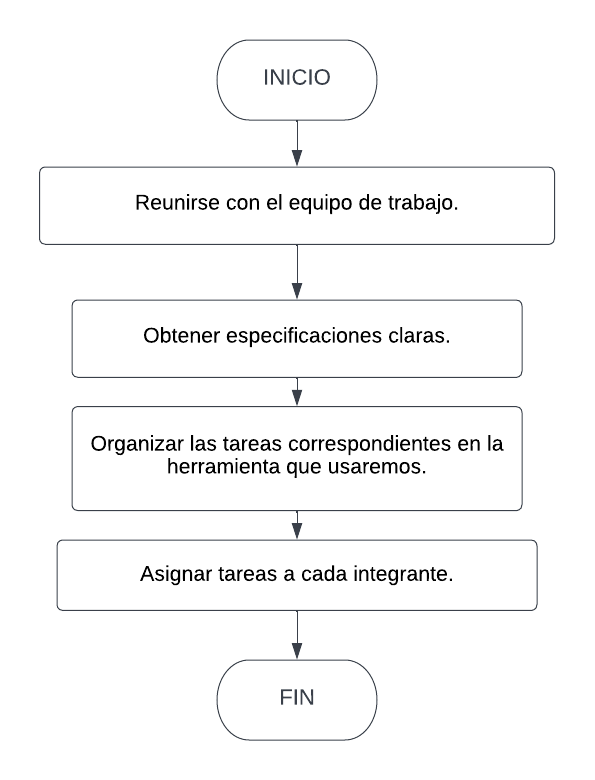 INICIO
Reunirse con el equipo de trabajo.
Obtener especificaciones claras.
Organizar las tareas correspondientes en la
herramienta que usaremos.
Asignar tareas a cada integrante.
FIN